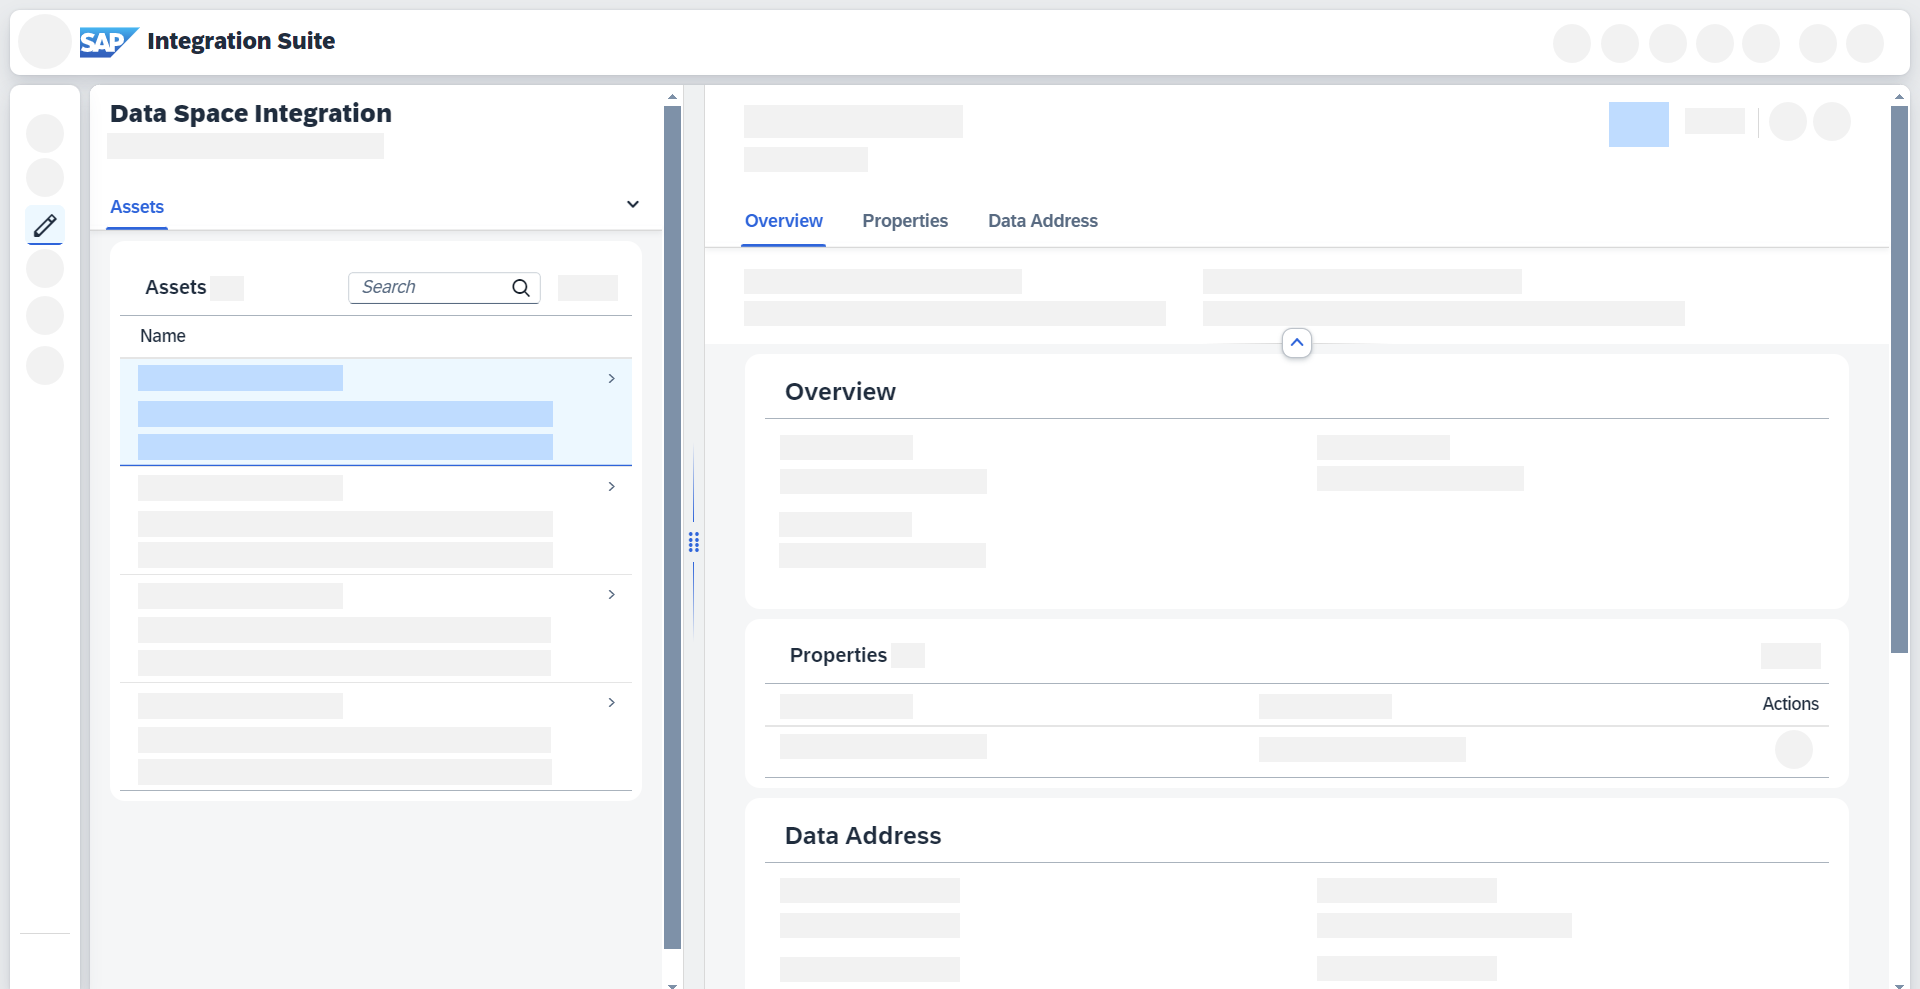 SAP Integration Suite
Data Space Integration
Assets
Assets
Search
Name
Overview Properties Data Address
Overview
Properties
Actions
Data Address